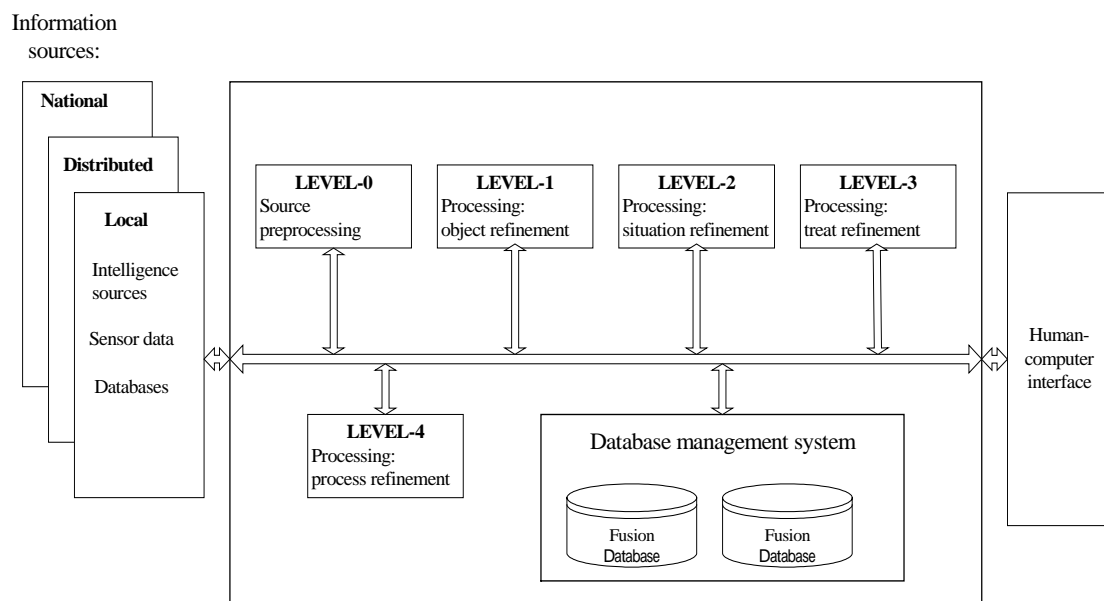 Information
sources:
National
Distributed
Local
Intelligence
sources
Sensor data
Databases
LEVEL-0
Source
preprocessing
LEVEL-1
Processing:
object refinement
LEVEL-2
Processing:
situation refinement
LEVEL-3
Processing:
treat refinement
Human-
computer
interface
LEVEL-4
Processing:
process refinement
Database management system
Fusion
Database
Fusion
Database